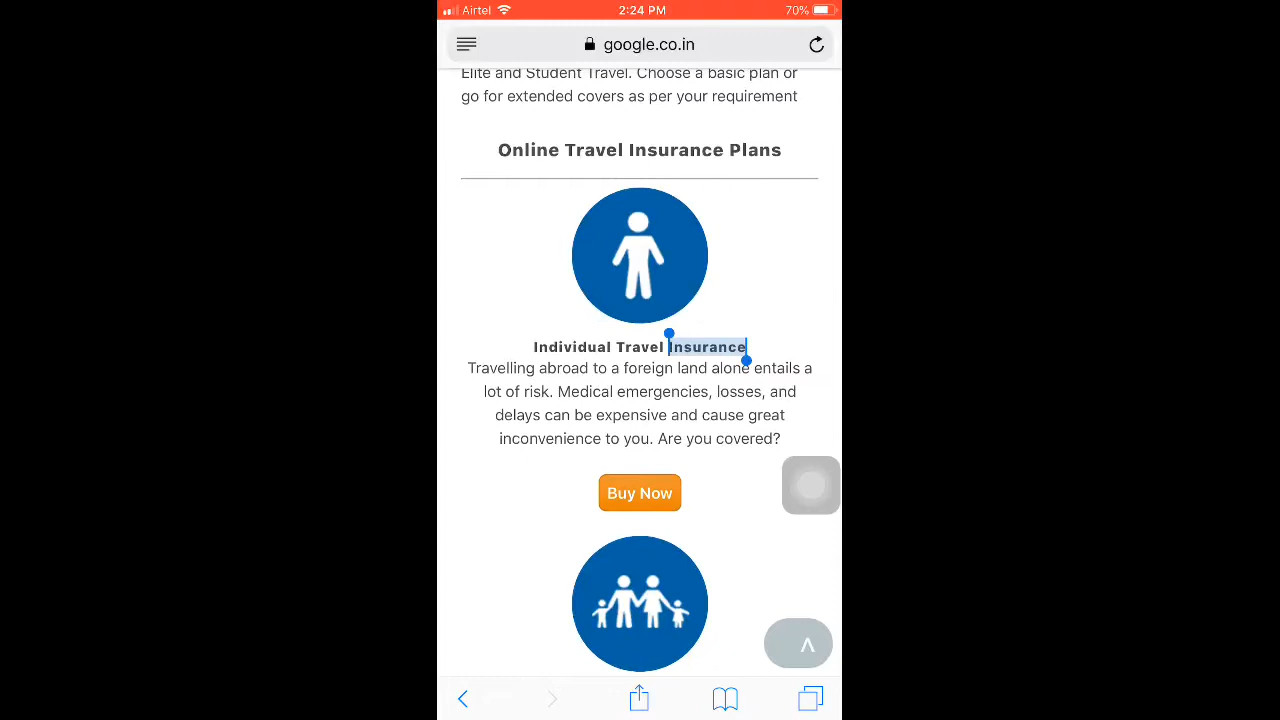 Airtel 2:24 PM 70%
google.co.in
Elite and Student Travel. Choose a basic plan or
go for extended covers as per your requirement
Online Travel Insurance Plans
Individual Travel Insurance
Travelling abroad to a foreign land alone entails a
lot of risk. Medical emergencies, losses, and
delays can be expensive and cause great
inconvenience to you. Are you covered?
Buy Now